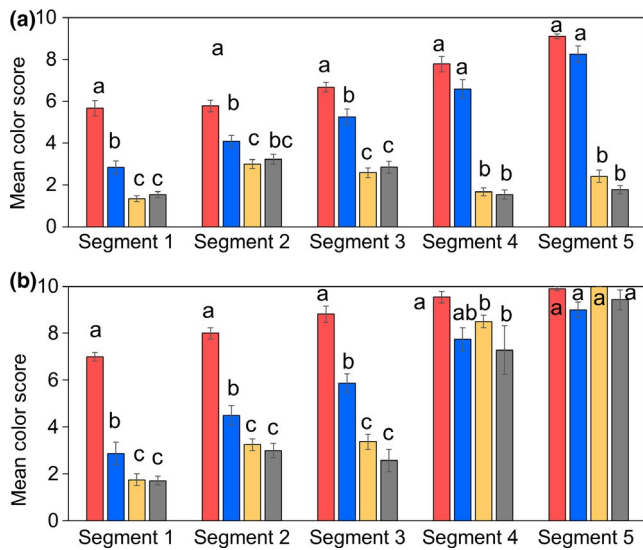 (a)
10
8
6
4
2
0
Mean color score
a b c c
a b c bc
a b c c
a a b b
a a b b
Segment 1 Segment 2 Segment 3 Segment 4 Segment 5
(b)
10
8
6
4
2
0
Mean color score
a b c c
a b c c
a b c c
a ab b
a a a a
Segment 1 Segment 2 Segment 3 Segment 4 Segment 5